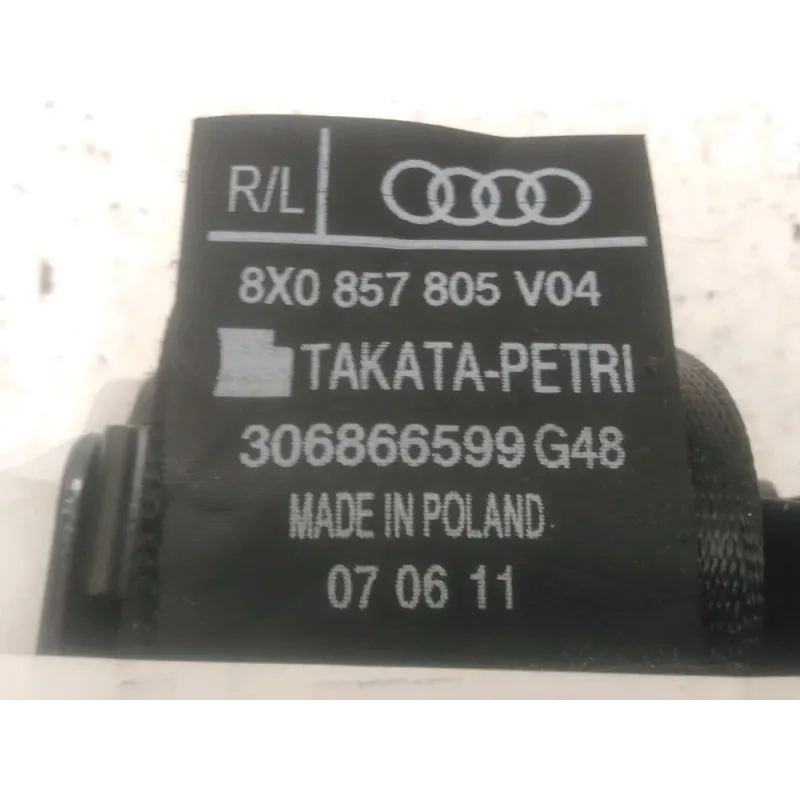 R/L
8X0 857 805 V04
TAKATA-PETRI
306866599 G48
MADE IN POLAND
07 06 11